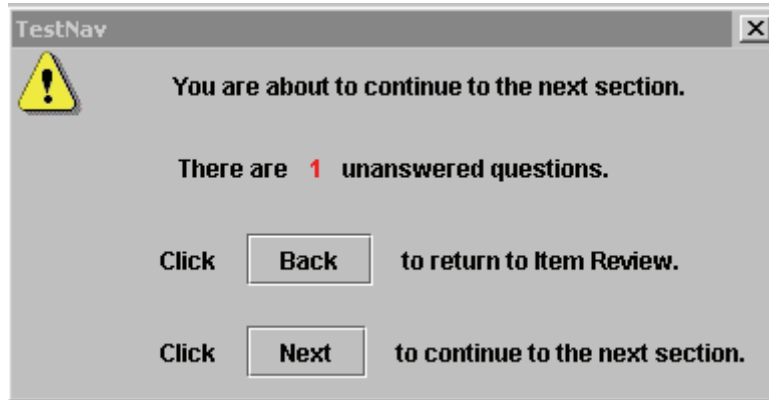 TestNav
You are about to continue to the next section.
There are 1 unanswered questions.
Click Back to return to Item Review.
Click Next to continue to the next section.